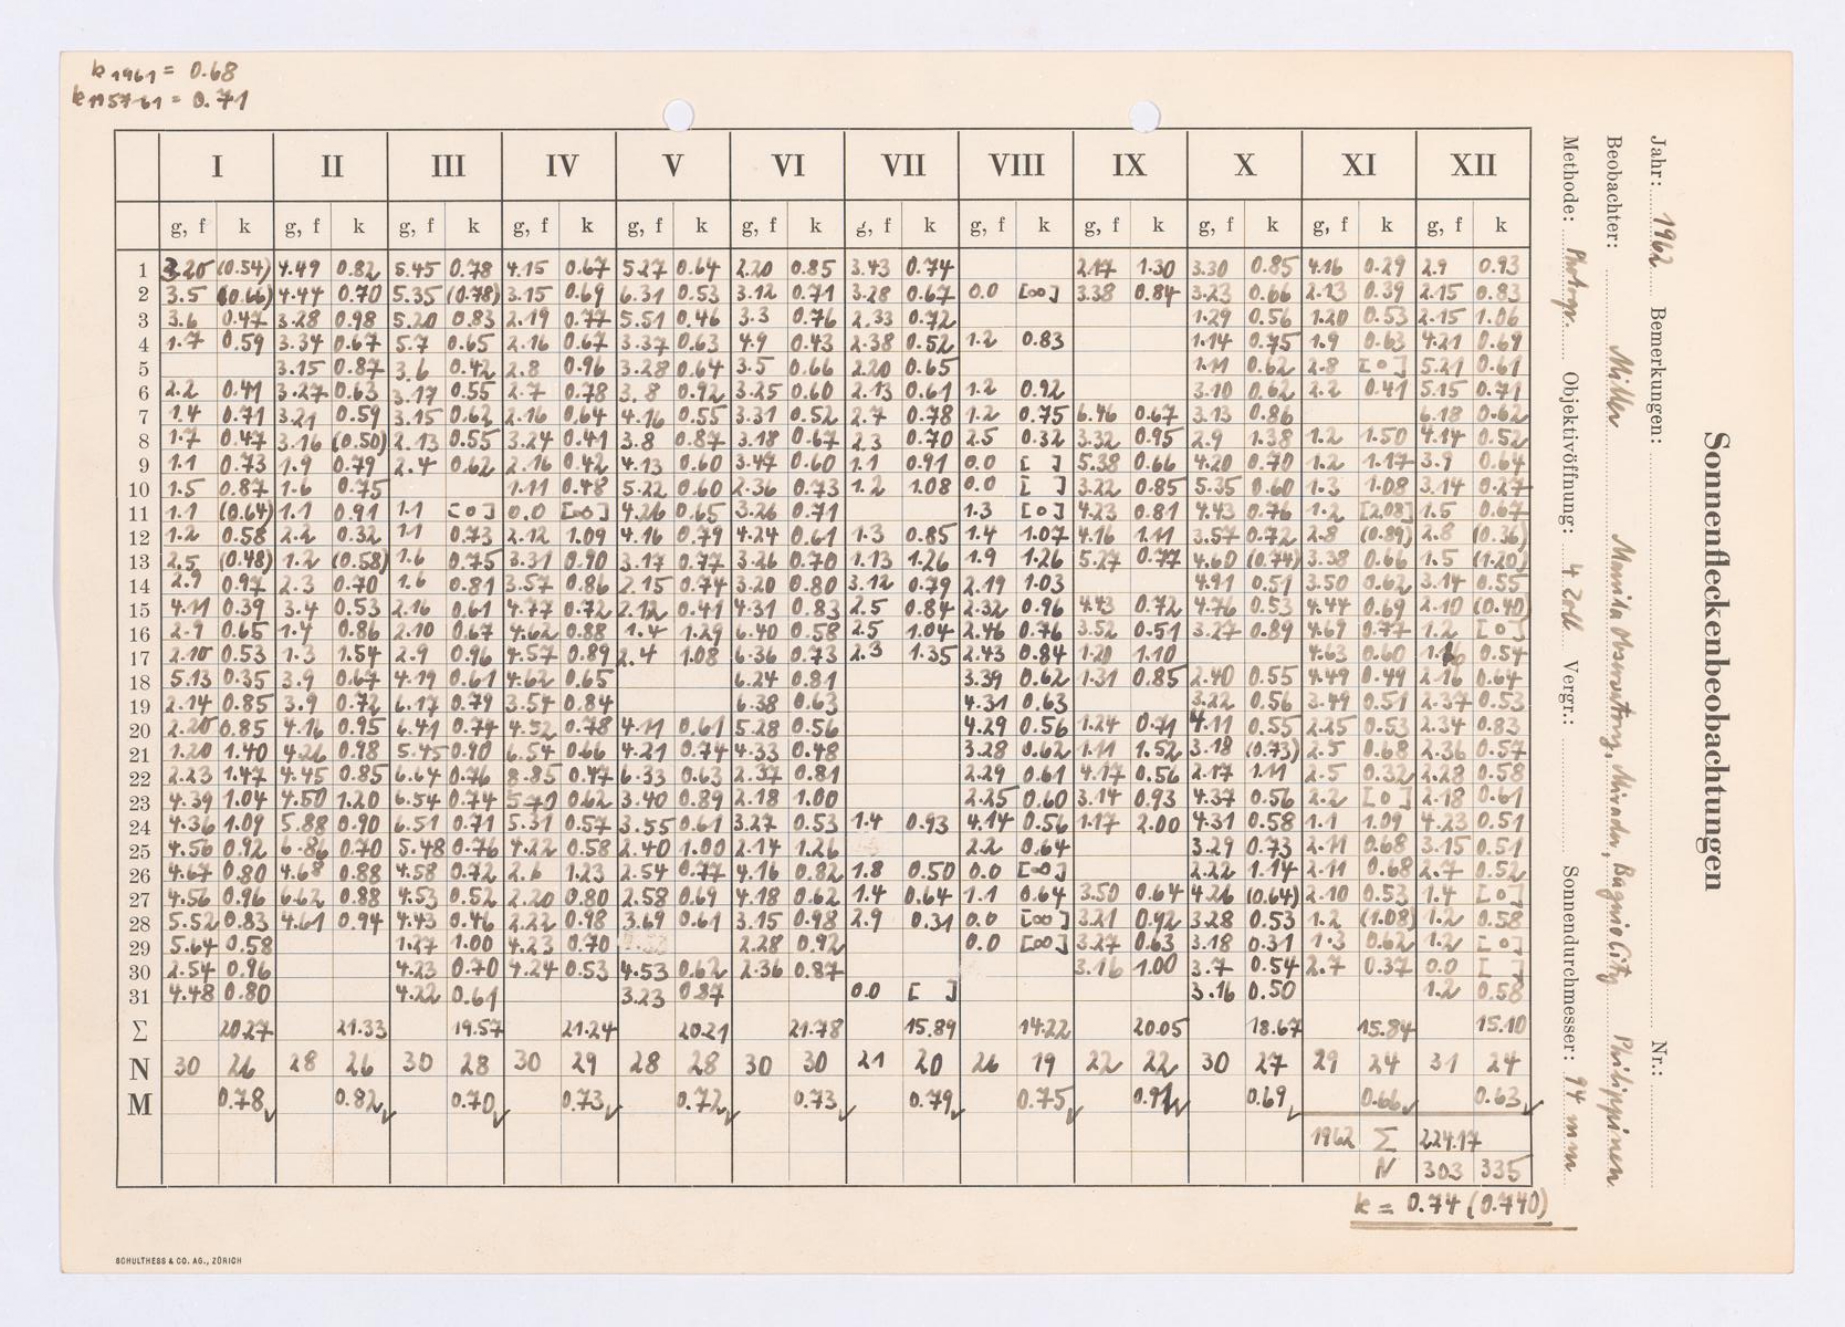 k 1961 = 0.68
k 1957-61 = 0.71
Sonnenfleckenbeobachtungen
Jahr: 1962 Bemerkungen: Nr.:
Beobachter: Miller Manila Observatory, Mirador, Baguio City Philippinen
Methode: Photogr. Objektivöffnung: 4 Zoll Vergr.: Sonnendurchmesser: 94 mm
I II III IV V VI VII VIII IX X XI XII
g, f k g, f k g, f k g, f k g, f k g, f k g, f k g, f k g, f k g, f k g, f k g, f k
1 3.20 (0.54) 4.49 0.82 5.45 0.78 4.15 0.67 5.27 0.64 2.20 0.85 3.43 0.74 2.17 1.30 3.30 0.85 4.16 0.29 2.9 0.93
2 3.5 (0.66) 4.44 0.70 5.35 (0.78) 3.15 0.69 6.31 0.53 3.12 0.71 3.28 0.67 0.0 [∞] 3.38 0.84 3.23 0.66 2.13 0.39 2.15 0.83
3 3.6 0.47 3.28 0.98 5.20 0.83 2.19 0.77 5.51 0.46 3.3 0.76 2.33 0.72 1.29 0.56 1.20 0.53 2.15 1.06
4 1.7 0.59 3.34 0.67 5.7 0.65 2.16 0.67 3.37 0.63 4.9 0.43 2.38 0.52 1.2 0.83 1.14 0.75 1.9 0.63 4.21 0.69
5 3.15 0.87 3.6 0.42 2.8 0.96 3.28 0.64 3.5 0.66 2.20 0.65 1.11 0.62 2.8 [0] 5.21 0.61
6 2.2 0.41 3.27 0.63 3.17 0.55 2.7 0.78 3.8 0.92 3.25 0.60 2.13 0.61 1.2 0.92 3.10 0.62 2.2 0.41 5.15 0.71
7 1.4 0.71 3.21 0.59 3.15 0.62 2.16 0.64 4.16 0.55 3.31 0.52 2.7 0.78 1.2 0.75 6.46 0.67 3.13 0.86 6.18 0.62
8 1.7 0.47 3.16 (0.50) 2.13 0.55 3.24 0.41 3.8 0.87 3.18 0.67 2.3 0.70 2.5 0.32 3.32 0.95 2.9 1.38 1.2 1.50 4.14 0.52
9 1.1 0.73 1.9 0.79 2.4 0.62 2.16 0.42 4.13 0.60 3.47 0.60 1.1 0.91 0.0 [ ] 5.38 0.66 4.20 0.70 1.2 1.17 3.9 0.64
10 1.5 0.87 1.6 0.75 1.11 0.48 5.22 0.60 2.36 0.73 1.2 1.08 0.0 [ ] 3.22 0.85 5.35 0.60 1.3 1.08 3.14 0.27
11 1.1 (0.64) 1.1 0.91 1.1 [0] 0.0 [∞] 4.26 0.65 3.26 0.71 1.3 [0] 4.23 0.81 4.43 0.76 1.2 [2.08] 1.5 0.67
12 1.2 0.58 2.2 0.32 1.1 0.73 2.12 1.09 4.16 0.79 4.24 0.61 1.3 0.85 1.4 1.07 4.16 1.11 3.57 0.72 2.8 (0.89) 2.8 (0.36)
13 2.5 (0.48) 1.2 (0.58) 1.6 0.75 3.31 0.90 3.17 0.77 3.26 0.70 1.13 1.26 1.9 1.26 5.27 0.77 4.60 (0.74) 3.38 0.66 1.5 (1.20)
14 2.9 0.97 2.3 0.70 1.6 0.81 3.57 0.86 2.15 0.74 3.20 0.80 3.12 0.79 2.19 1.03 4.91 0.51 3.50 0.62 3.14 0.55
15 4.11 0.39 3.4 0.53 2.16 0.61 4.77 0.72 2.12 0.41 4.31 0.83 2.5 0.84 2.32 0.96 4.43 0.72 4.76 0.53 4.44 0.69 2.10 (0.40)
16 2.9 0.65 1.4 0.86 2.10 0.67 4.62 0.88 1.4 1.29 6.40 0.58 2.5 1.04 2.46 0.76 3.52 0.51 3.27 0.89 4.69 0.77 1.2 [0]
17 2.10 0.53 1.3 1.54 2.9 0.96 4.57 0.89 2.4 1.08 6.36 0.73 2.3 1.35 2.43 0.84 1.20 1.10 4.63 0.60 1.16 0.54
18 5.13 0.35 3.9 0.67 4.19 0.61 4.62 0.65 6.24 0.81 3.39 0.62 1.31 0.85 2.40 0.55 4.49 0.49 2.16 0.64
19 2.14 0.85 3.9 0.72 6.17 0.79 3.54 0.84 6.38 0.63 4.31 0.63 3.22 0.56 3.49 0.51 2.37 0.53
20 2.20 0.85 4.16 0.95 6.41 0.74 4.52 0.78 4.11 0.61 5.28 0.56 4.29 0.56 1.24 0.71 4.11 0.55 2.25 0.53 2.34 0.83
21 1.20 1.40 4.26 0.98 5.45 0.90 6.54 0.66 4.21 0.74 4.33 0.48 3.28 0.62 1.11 1.52 3.18 (0.73) 2.5 0.68 2.36 0.57
22 2.23 1.47 4.45 0.85 6.64 0.76 8.85 0.47 6.33 0.63 2.37 0.81 2.29 0.61 4.17 0.56 2.17 1.11 2.5 0.32 2.28 0.58
23 4.39 1.04 4.50 1.20 6.54 0.74 5.70 0.62 3.40 0.89 2.18 1.00 2.25 0.60 3.14 0.93 4.37 0.56 2.2 [0] 2.18 0.61
24 4.36 1.09 5.88 0.90 6.51 0.71 5.31 0.57 3.55 0.61 3.27 0.53 1.4 0.93 4.14 0.56 1.17 2.00 4.31 0.58 1.1 1.09 4.23 0.51
25 4.56 0.92 6.86 0.70 5.48 0.76 4.22 0.58 2.40 1.00 2.14 1.26 2.2 0.64 3.29 0.73 2.11 0.68 3.15 0.51
26 4.67 0.80 4.68 0.88 4.58 0.72 2.6 1.23 2.54 0.77 4.16 0.82 1.8 0.50 0.0 [∞] 2.22 1.14 2.11 0.68 2.7 0.52
27 4.56 0.96 6.62 0.88 4.53 0.52 2.20 0.80 2.58 0.69 4.18 0.62 1.4 0.64 1.1 0.64 3.50 0.64 4.26 (0.64) 2.10 0.53 1.4 [0]
28 5.52 0.83 4.61 0.94 4.43 0.46 2.22 0.98 3.69 0.61 3.15 0.98 2.9 0.31 0.0 [∞] 3.21 0.92 3.28 0.53 1.2 (1.08) 1.2 0.58
29 5.64 0.58 1.27 1.00 4.23 0.70 2.28 0.92 0.0 [∞] 3.27 0.63 3.18 0.31 1.3 0.62 1.2 [0]
30 2.54 0.96 4.23 0.70 4.24 0.53 4.53 0.62 2.36 0.87 3.16 1.00 3.7 0.54 2.7 0.37 0.0 [ ]
31 4.48 0.80 4.22 0.61 3.23 0.87 0.0 [ ] 3.16 0.50 1.2 0.58
Σ 20.27 21.33 19.57 21.24 20.21 21.78 15.89 14.22 20.05 18.67 15.84 15.10
N 30 26 28 26 30 28 30 29 28 28 30 30 21 20 26 19 22 22 30 27 29 24 31 24
M 0.78 0.82 0.70 0.73 0.72 0.73 0.79 0.75 0.91 0.69 0.66 0.63
1962 Σ 224.17
N 303 335
k = 0.74 (0.740)
SCHULTHESS & CO. AG., ZÜRICH